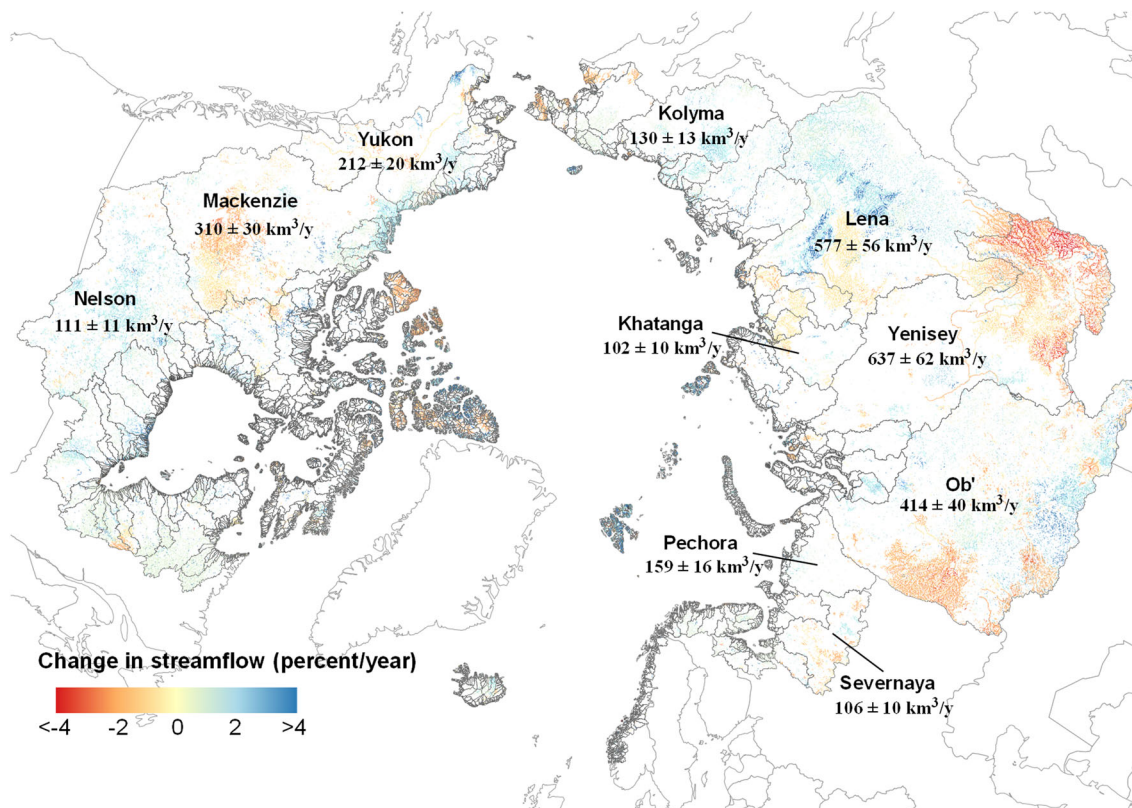 Yukon
212 ± 20 km³/y
Kolyma
130 ± 13 km³/y
Mackenzie
310 ± 30 km³/y
Lena
577 ± 56 km³/y
Nelson
111 ± 11 km³/y
Khatanga
102 ± 10 km³/y
Yenisey
637 ± 62 km³/y
Ob'
414 ± 40 km³/y
Pechora
159 ± 16 km³/y
Severnaya
106 ± 10 km³/y
Change in streamflow (percent/year)
<-4 -2 0 2 >4